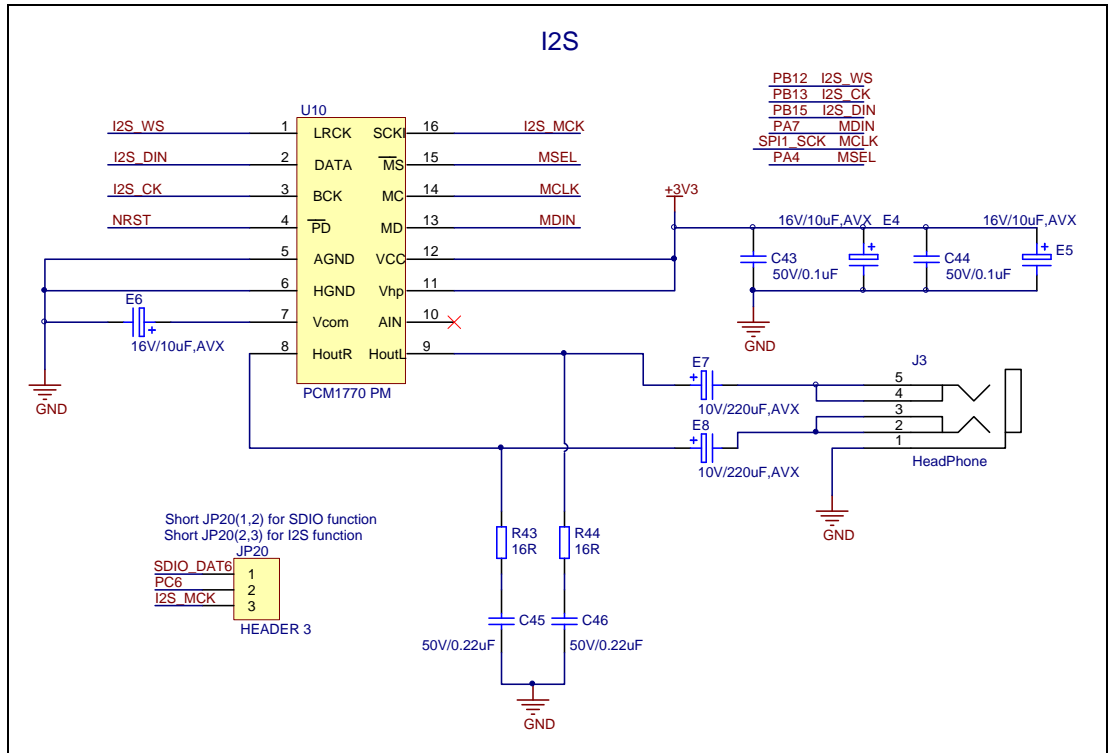 I2S
PB12 I2S_WS
PB13 I2S_CK
PB15 I2S_DIN
PA7 MDIN
SPI1_SCK MCLK
PA4 MSEL
U10
I2S_WS 1 LRCK SCKI 16 I2S_MCK
I2S_DIN 2 DATA MS 15 MSEL
I2S_CK 3 BCK MC 14 MCLK
NRST 4 PD MD 13 MDIN
5 AGND VCC 12
6 HGND Vhp 11
7 Vcom AIN 10
8 HoutR HoutL 9
PCM1770 PM
E6
16V/10uF,AVX
GND
+3V3
16V/10uF,AVX E4
16V/10uF,AVX
C43
50V/0.1uF
C44
50V/0.1uF
E5
GND
E7
10V/220uF,AVX
E8
10V/220uF,AVX
J3
5
4
3
2
1
HeadPhone
GND
R43
16R
R44
16R
C45
50V/0.22uF
C46
50V/0.22uF
GND
Short JP20(1,2) for SDIO function
Short JP20(2,3) for I2S function
JP20
SDIO_DAT6 1
PC6 2
I2S_MCK 3
HEADER 3